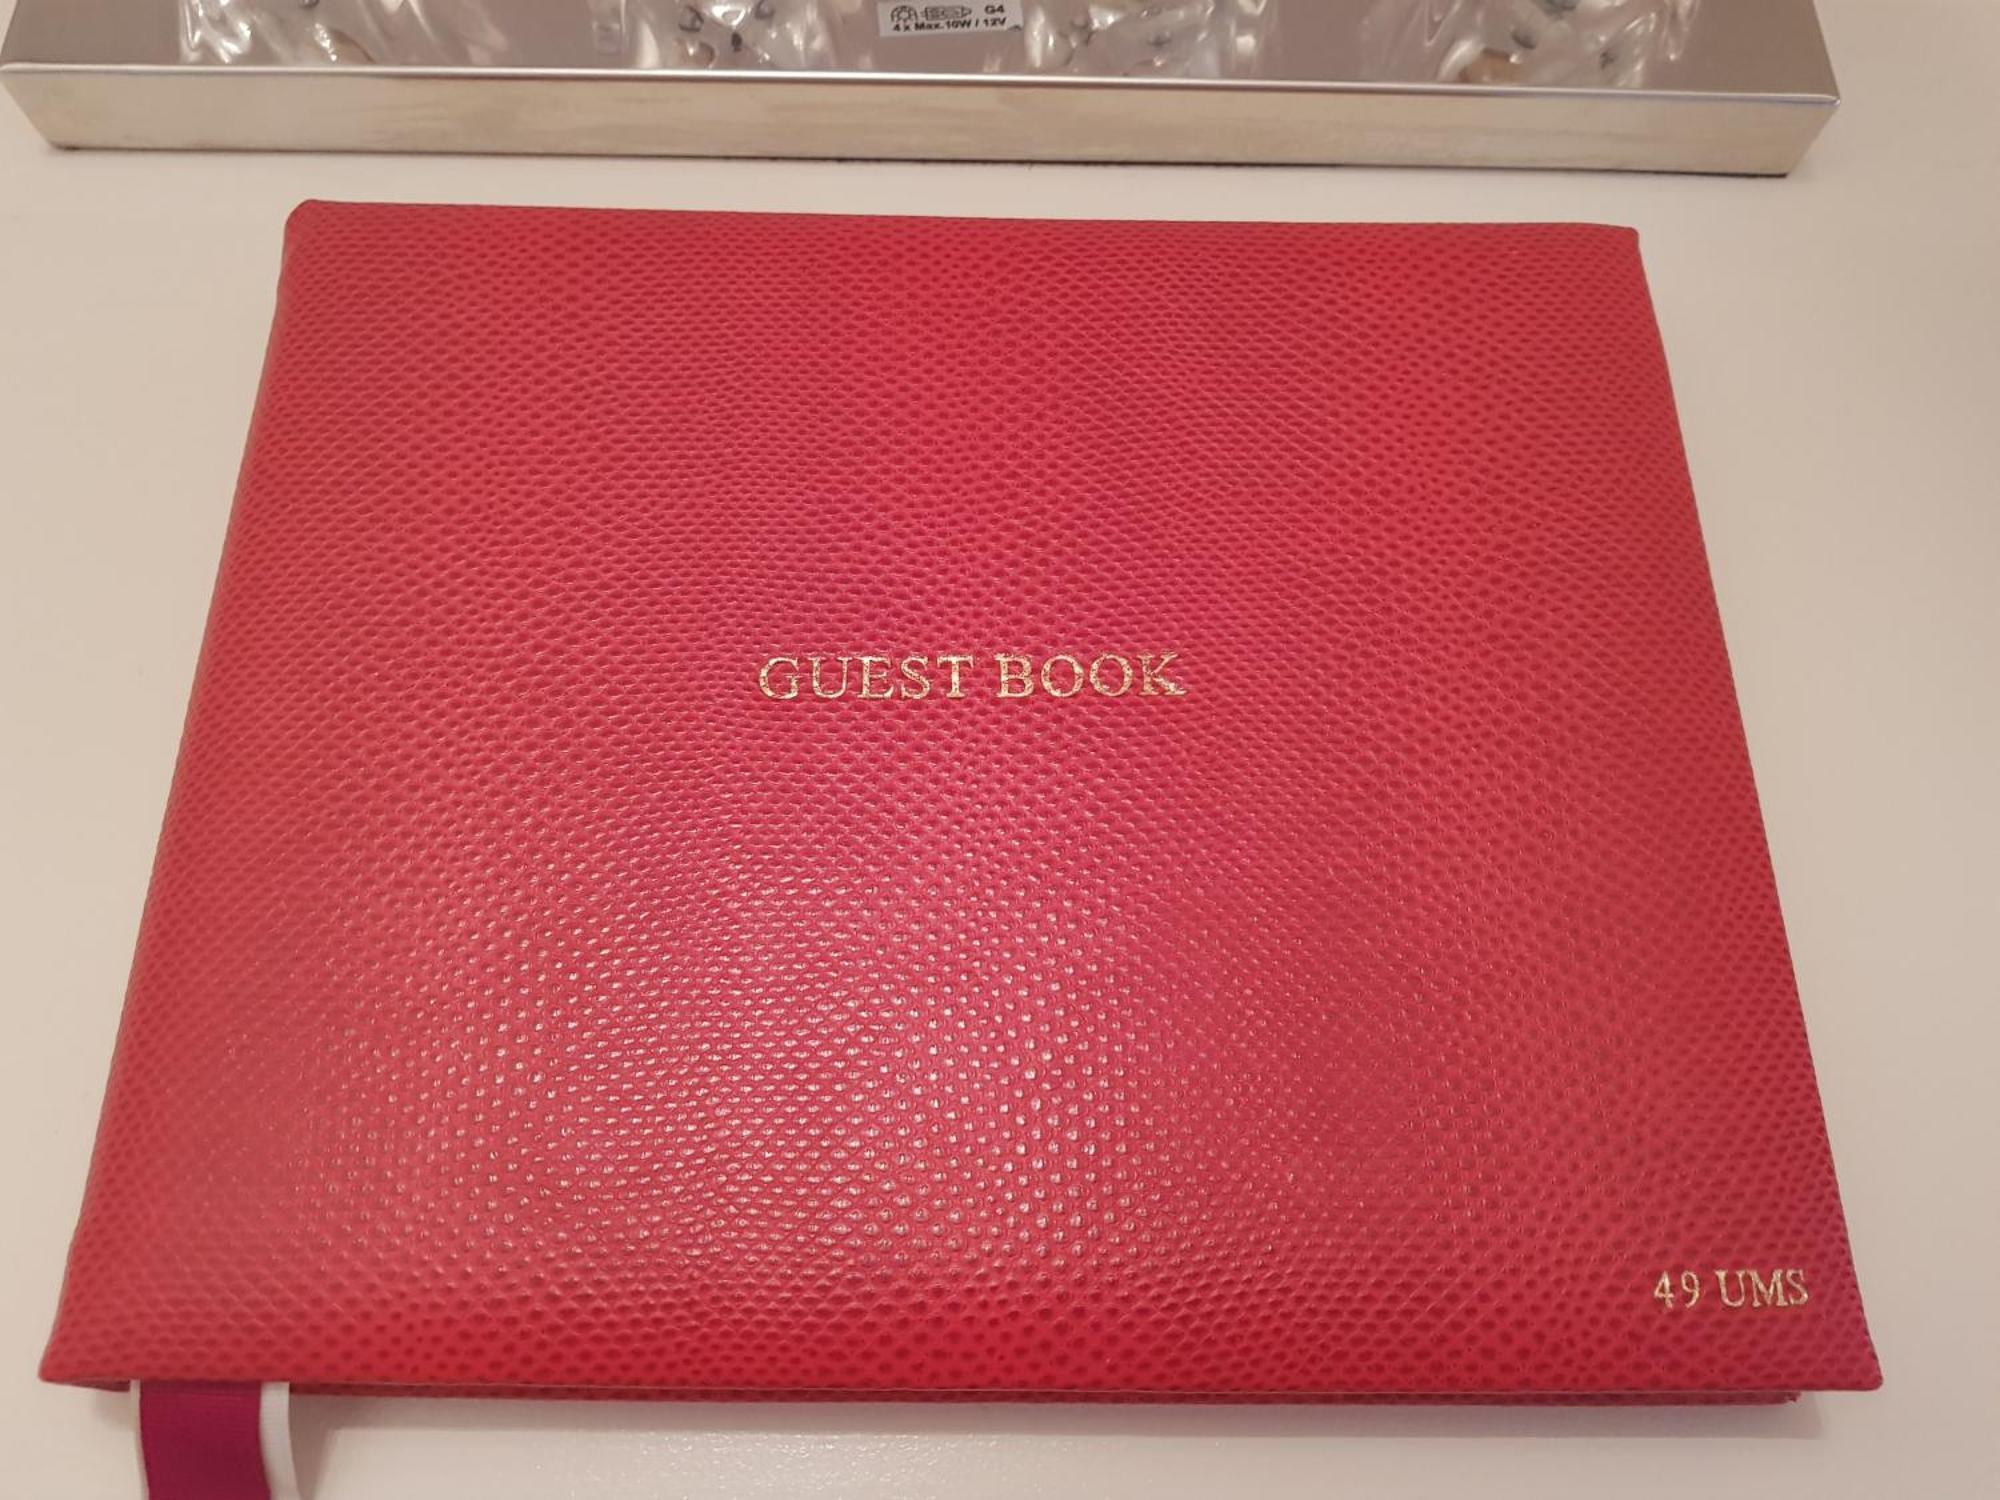 G4
4 x Max.10W / 12V
GUEST BOOK
49 UMS